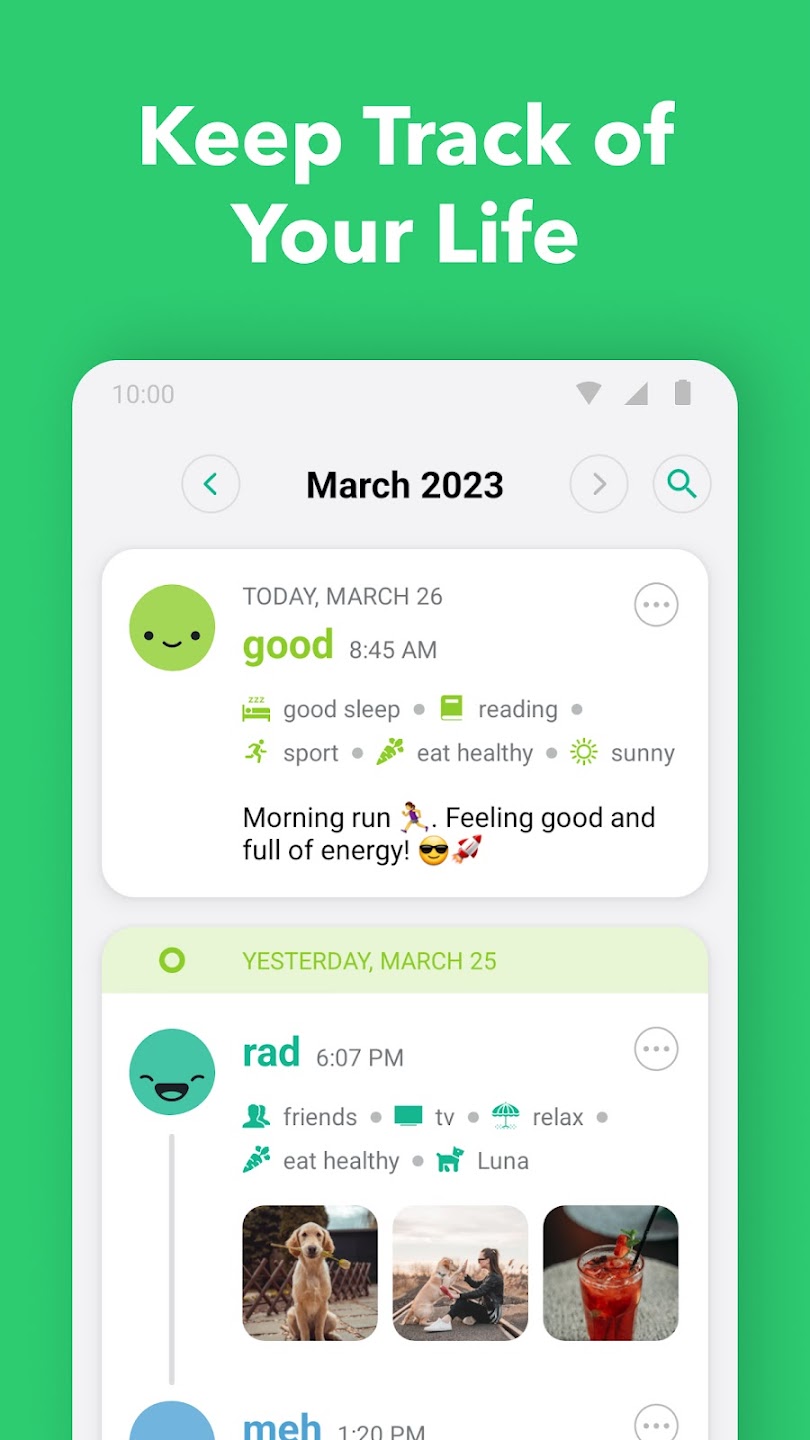 Keep Track of
Your Life
10:00
March 2023
TODAY, MARCH 26
good 8:45 AM
zzz good sleep • reading •
sport • eat healthy • sunny
Morning run 🏃‍♀️. Feeling good and
full of energy! 😎🚀
YESTERDAY, MARCH 25
rad 6:07 PM
friends • tv • relax •
eat healthy • Luna
meh 1:20 PM